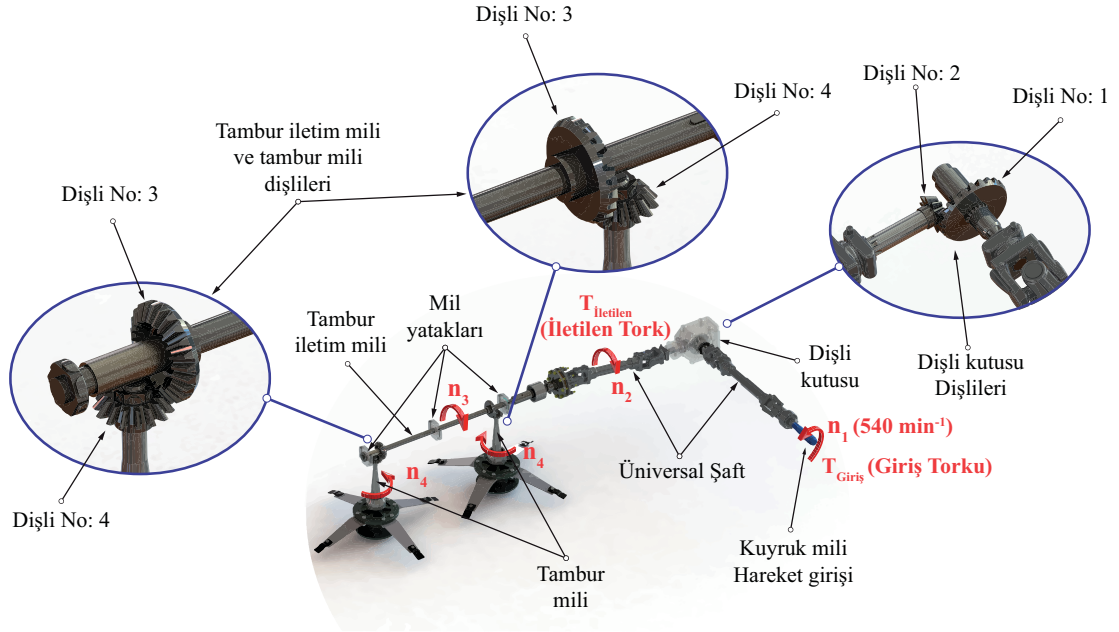 Dişli No: 3
Dişli No: 2
Dişli No: 4
Dişli No: 1
Tambur iletim mili
ve tambur mili
dişlileri
Dişli No: 3
Mil
yatakları
Tambur
iletim mili
Tİletilen
(İletilen Tork)
Dişli
kutusu
Dişli kutusu
Dişlileri
n3
n2
n1 (540 min-1)
n4
n4
Üniversal Şaft
TGiriş (Giriş Torku)
Dişli No: 4
Kuyruk mili
Hareket girişi
Tambur
mili